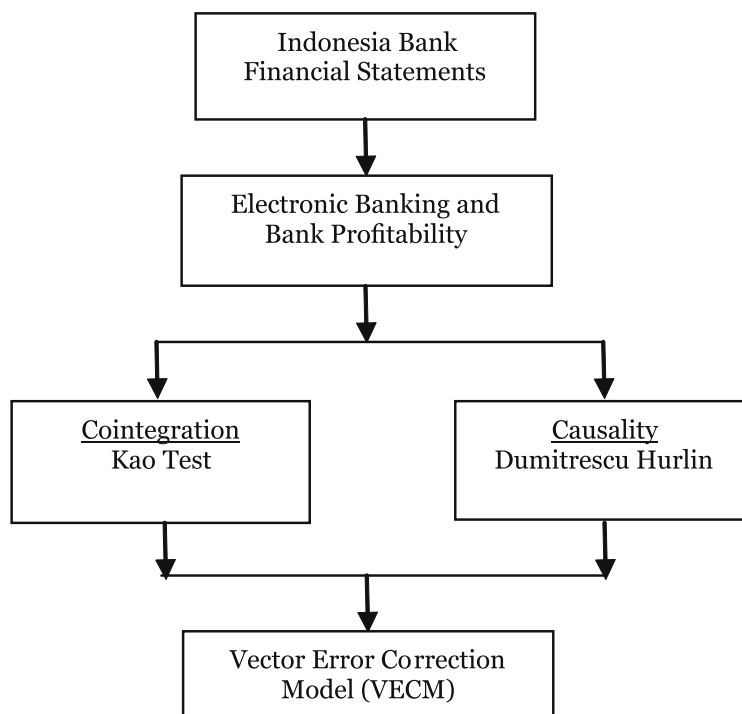 Indonesia Bank
Financial Statements
Electronic Banking and
Bank Profitability
Cointegration
Kao Test
Causality
Dumitrescu Hurlin
Vector Error Correction
Model (VECM)